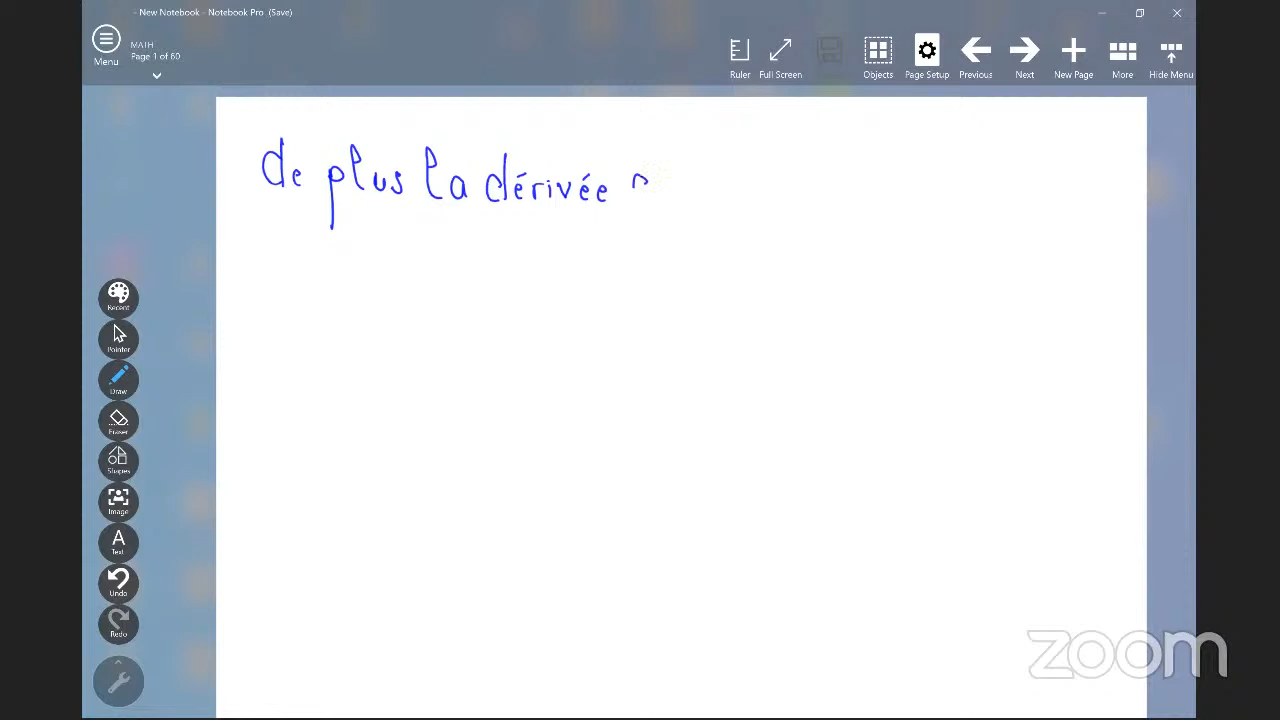 - New Notebook - Notebook Pro (Save)
Menu
MATH
Page 1 of 60
Ruler
Full Screen
Objects
Page Setup
Previous
Next
New Page
More
Hide Menu
de plus la dérivée
Recent
Pointer
Draw
Eraser
Shapes
Image
A
Text
Undo
Redo
zoom